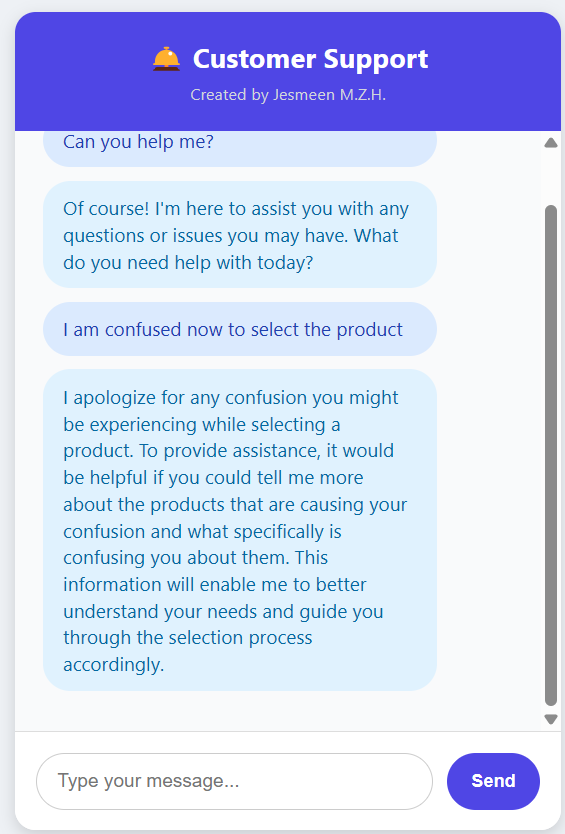 Customer Support
Created by Jesmeen M.Z.H.
Can you help me?
Of course! I'm here to assist you with any
questions or issues you may have. What
do you need help with today?
I am confused now to select the product
I apologize for any confusion you might
be experiencing while selecting a
product. To provide assistance, it would
be helpful if you could tell me more
about the products that are causing your
confusion and what specifically is
confusing you about them. This
information will enable me to better
understand your needs and guide you
through the selection process
accordingly.
Type your message...
Send